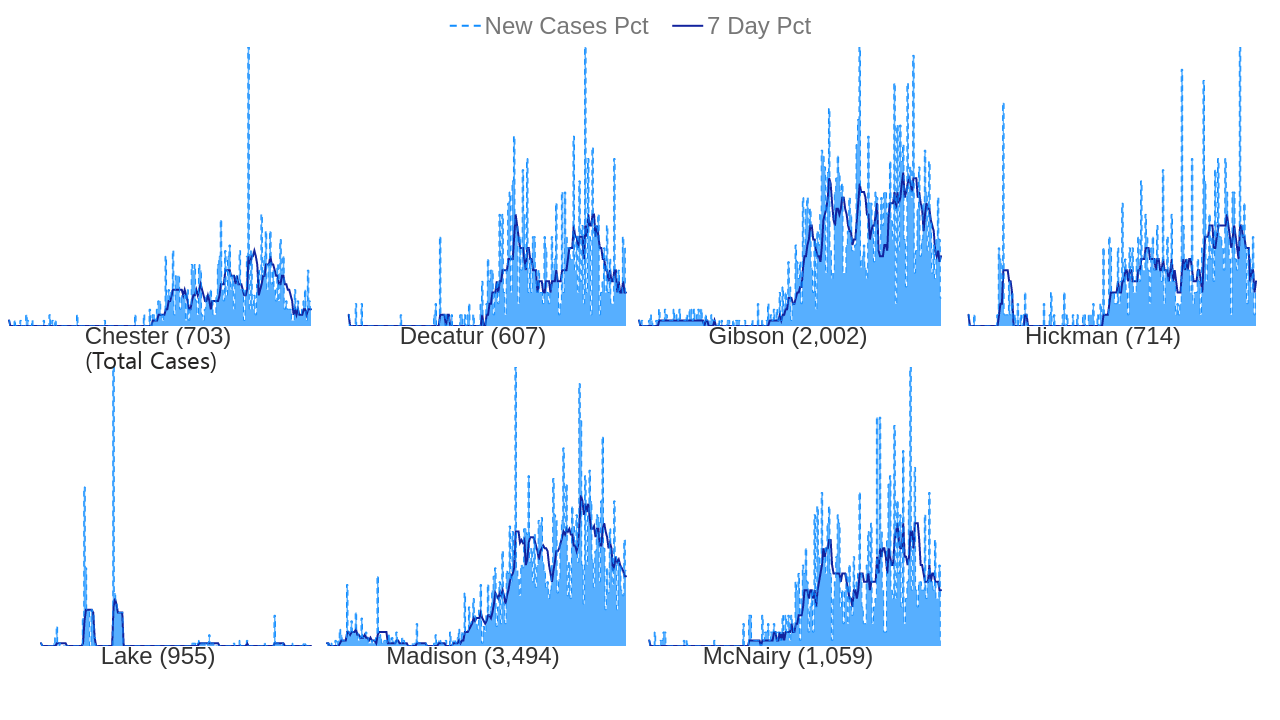 New Cases Pct 7 Day Pct
Chester (703)
(Total Cases)
Decatur (607)
Gibson (2,002)
Hickman (714)
Lake (955)
Madison (3,494)
McNairy (1,059)